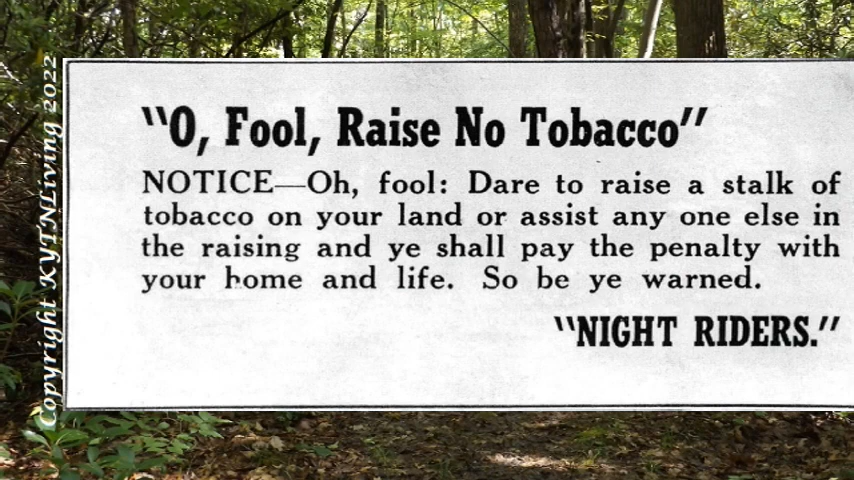 "O, Fool, Raise No Tobacco"
NOTICE—Oh, fool: Dare to raise a stalk of
tobacco on your land or assist any one else in
the raising and ye shall pay the penalty with
your home and life. So be ye warned.
"NIGHT RIDERS."
Copyright KYTNLiving 2022